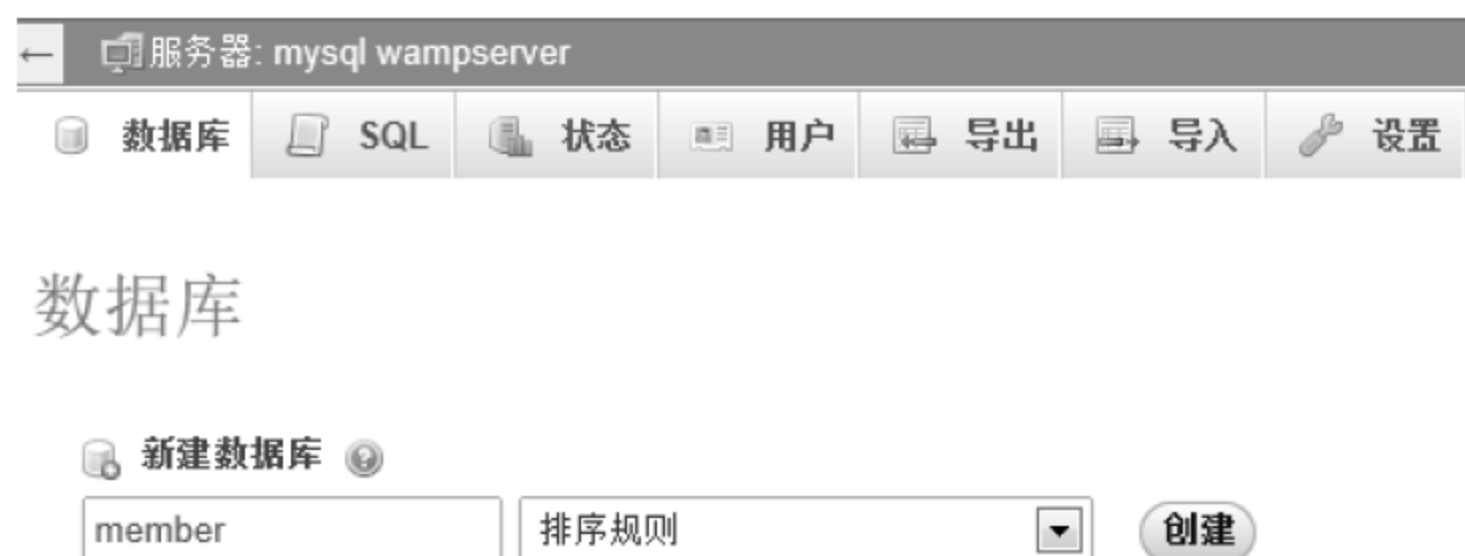 ← 服务器: mysql wampserver
数据库 SQL 状态 用户 导出 导入 设置
数据库
新建数据库
member 排序规则 创建